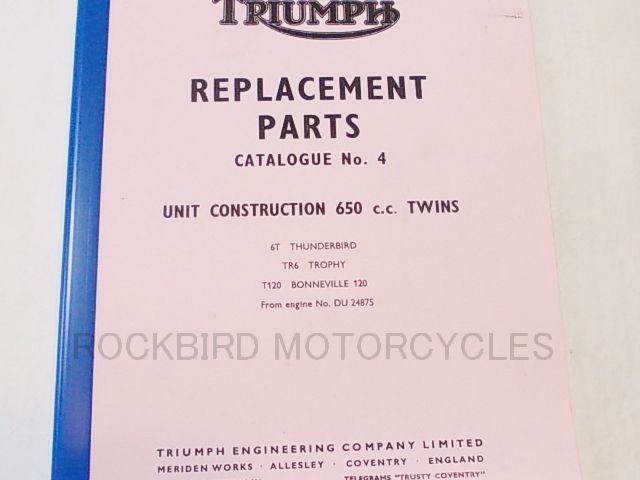 TRIUMPH
REPLACEMENT
PARTS
CATALOGUE No. 4
UNIT CONSTRUCTION 650 c.c. TWINS
6T THUNDERBIRD
TR6 TROPHY
T120 BONNEVILLE 120
From engine No. DU 24875
ROCKBIRD MOTORCYCLES
TRIUMPH ENGINEERING COMPANY LIMITED
MERIDEN WORKS · ALLESLEY · COVENTRY · ENGLAND
TELEGRAMS "TRUSTY COVENTRY"